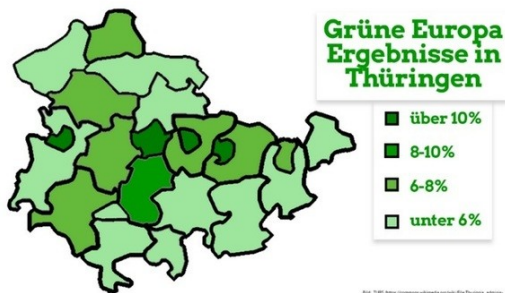 Grüne Europa
Ergebnisse in
Thüringen
über 10%
8-10%
6-8%
unter 6%